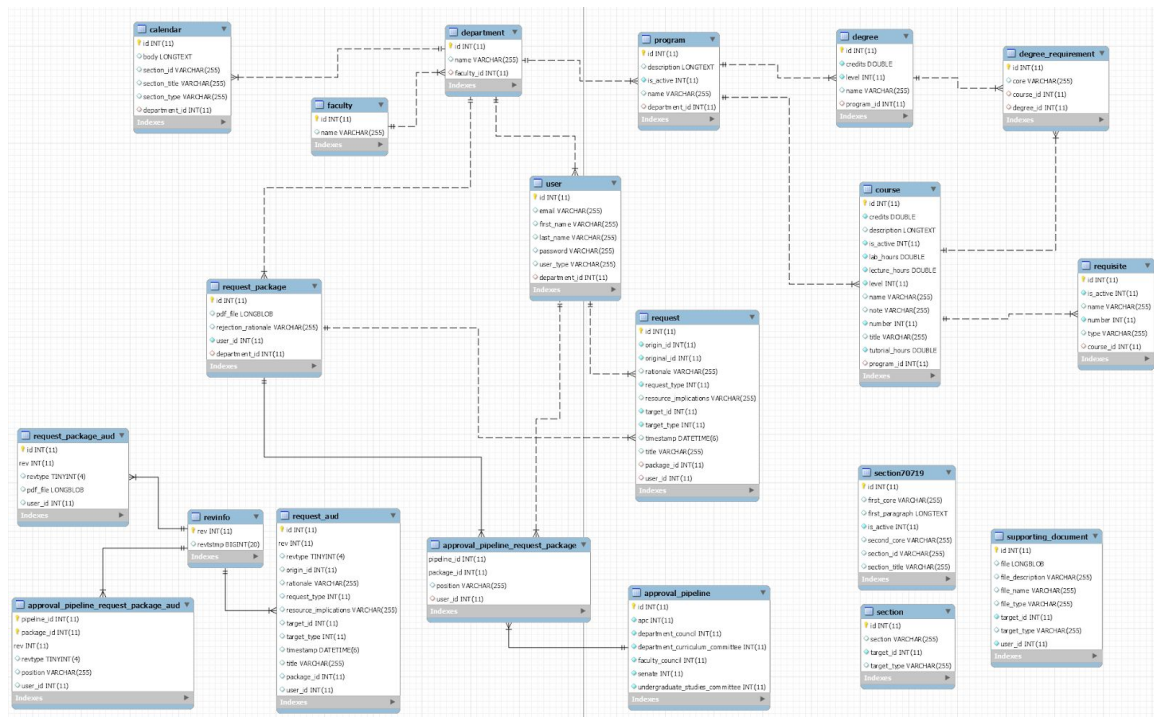 calendar
id INT(11)
body LONGTEXT
section_id VARCHAR(255)
section_title VARCHAR(255)
section_type VARCHAR(255)
department_id INT(11)
Indexes
department
id INT(11)
name VARCHAR(255)
faculty_id INT(11)
Indexes
faculty
id INT(11)
name VARCHAR(255)
Indexes
program
id INT(11)
description LONGTEXT
is_active INT(11)
name VARCHAR(255)
department_id INT(11)
Indexes
degree
id INT(11)
credits DOUBLE
level INT(11)
name VARCHAR(255)
program_id INT(11)
Indexes
degree_requirement
id INT(11)
core VARCHAR(255)
course_id INT(11)
degree_id INT(11)
Indexes
user
id INT(11)
email VARCHAR(255)
first_name VARCHAR(255)
last_name VARCHAR(255)
password VARCHAR(255)
user_type VARCHAR(255)
department_id INT(11)
Indexes
course
id INT(11)
credits DOUBLE
description LONGTEXT
is_active INT(11)
lab_hours DOUBLE
lecture_hours DOUBLE
level INT(11)
name VARCHAR(255)
note VARCHAR(255)
number INT(11)
title VARCHAR(255)
tutorial_hours DOUBLE
program_id INT(11)
Indexes
requisite
id INT(11)
is_active INT(11)
name VARCHAR(255)
number INT(11)
type VARCHAR(255)
course_id INT(11)
Indexes
request_package
id INT(11)
pdf_file LONGBLOB
rejection_rationale VARCHAR(255)
user_id INT(11)
department_id INT(11)
Indexes
request
id INT(11)
origin_id INT(11)
original_id INT(11)
rationale VARCHAR(255)
request_type INT(11)
resource_implications VARCHAR(255)
target_id INT(11)
target_type INT(11)
timestamp DATETIME(6)
title VARCHAR(255)
package_id INT(11)
user_id INT(11)
Indexes
request_package_aud
id INT(11)
rev INT(11)
revtype TINYINT(4)
pdf_file LONGBLOB
user_id INT(11)
Indexes
revinfo
rev INT(11)
revtstmp BIGINT(20)
Indexes
request_aud
id INT(11)
rev INT(11)
revtype TINYINT(4)
origin_id INT(11)
rationale VARCHAR(255)
request_type INT(11)
resource_implications VARCHAR(255)
target_id INT(11)
target_type INT(11)
timestamp DATETIME(6)
title VARCHAR(255)
package_id INT(11)
user_id INT(11)
Indexes
approval_pipeline_request_package
pipeline_id INT(11)
package_id INT(11)
position VARCHAR(255)
user_id INT(11)
Indexes
section70719
id INT(11)
first_core VARCHAR(255)
first_paragraph LONGTEXT
is_active INT(11)
second_core VARCHAR(255)
section_id VARCHAR(255)
section_title VARCHAR(255)
Indexes
supporting_document
id INT(11)
file LONGBLOB
file_description VARCHAR(255)
file_name VARCHAR(255)
file_type VARCHAR(255)
target_id INT(11)
target_type VARCHAR(255)
user_id INT(11)
Indexes
approval_pipeline_request_package_aud
pipeline_id INT(11)
package_id INT(11)
rev INT(11)
revtype TINYINT(4)
position VARCHAR(255)
user_id INT(11)
Indexes
approval_pipeline
id INT(11)
apc INT(11)
department_council INT(11)
department_curriculum_committee INT(11)
faculty_council INT(11)
senate INT(11)
undergraduate_studies_committee INT(11)
Indexes
section
id INT(11)
section VARCHAR(255)
target_id INT(11)
target_type VARCHAR(255)
Indexes